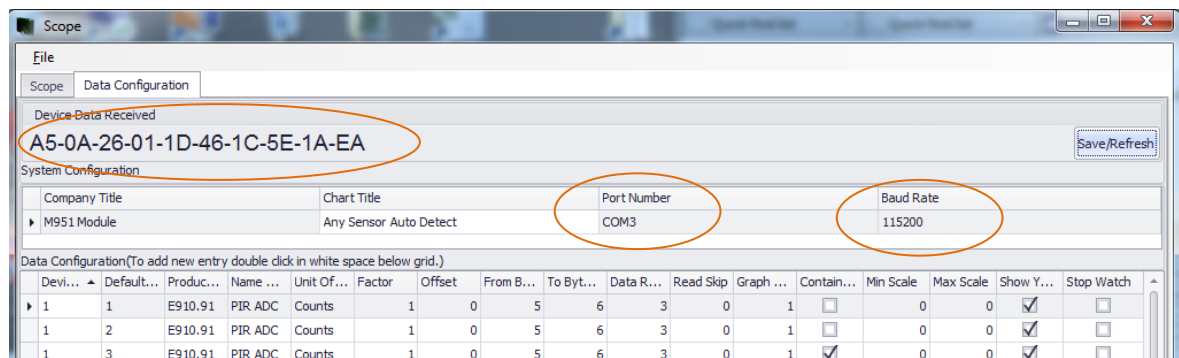 Scope
File
Scope Data Configuration
Device Data Received
A5-0A-26-01-1D-46-1C-5E-1A-EA
Save/Refresh
System Configuration
Company Title Chart Title Port Number Baud Rate
M951 Module Any Sensor Auto Detect COM3 115200
Data Configuration(To add new entry double click in white space below grid.)
Devi... Default... Produc... Name ... Unit Of... Factor Offset From B... To Byt... Data R... Read Skip Graph ... Contain... Min Scale Max Scale Show Y... Stop Watch
1 1 E910.91 PIR ADC Counts 1 0 5 6 3 0 1 0 0
1 2 E910.91 PIR ADC Counts 1 0 5 6 3 0 1 0 0
1 3 E910.91 PIR ADC Counts 1 0 5 6 3 0 1 0 0